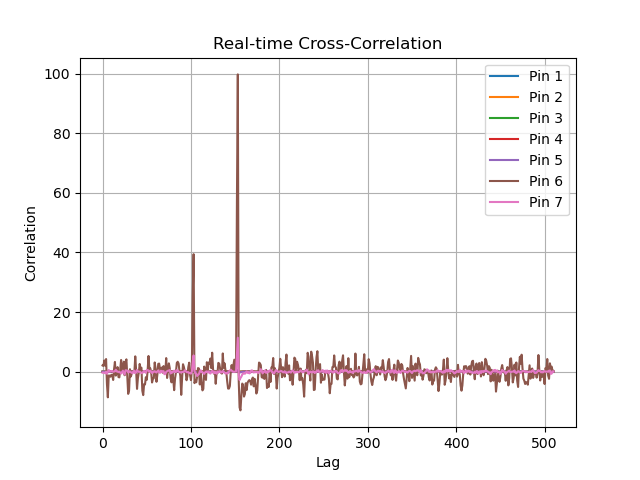 Real-time Cross-Correlation
100
80
60
40
20
0
Correlation
0
100
200
300
400
500
Lag
Pin 1
Pin 2
Pin 3
Pin 4
Pin 5
Pin 6
Pin 7